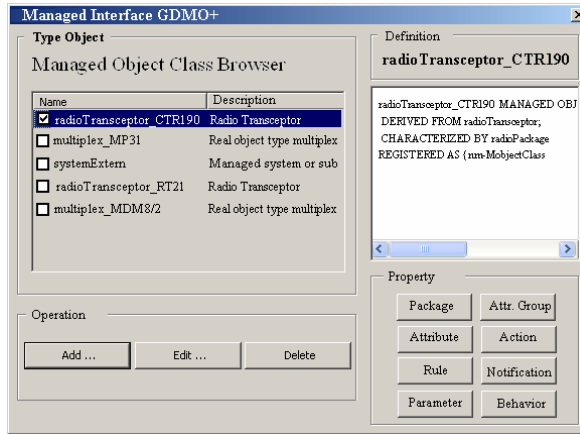 Managed Interface GDMO+
Type Object
Managed Object Class Browser
Name Description
radioTransceptor_CTR190 Radio Transceptor
multiplex_MP31 Real object type multiplex
systemExtern Managed system or sub
radioTransceptor_RT21 Radio Transceptor
multiplex_MDM8/2 Real object type multiplex
Operation
Add ... Edit ... Delete
Definition
radioTransceptor_CTR190
radioTransceptor_CTR190 MANAGED OBJ
DERIVED FROM radioTransceptor;
CHARACTERIZED BY radioPackage
REGISTERED AS {nm-MobjectClass
Property
Package Attr. Group
Attribute Action
Rule Notification
Parameter Behavior